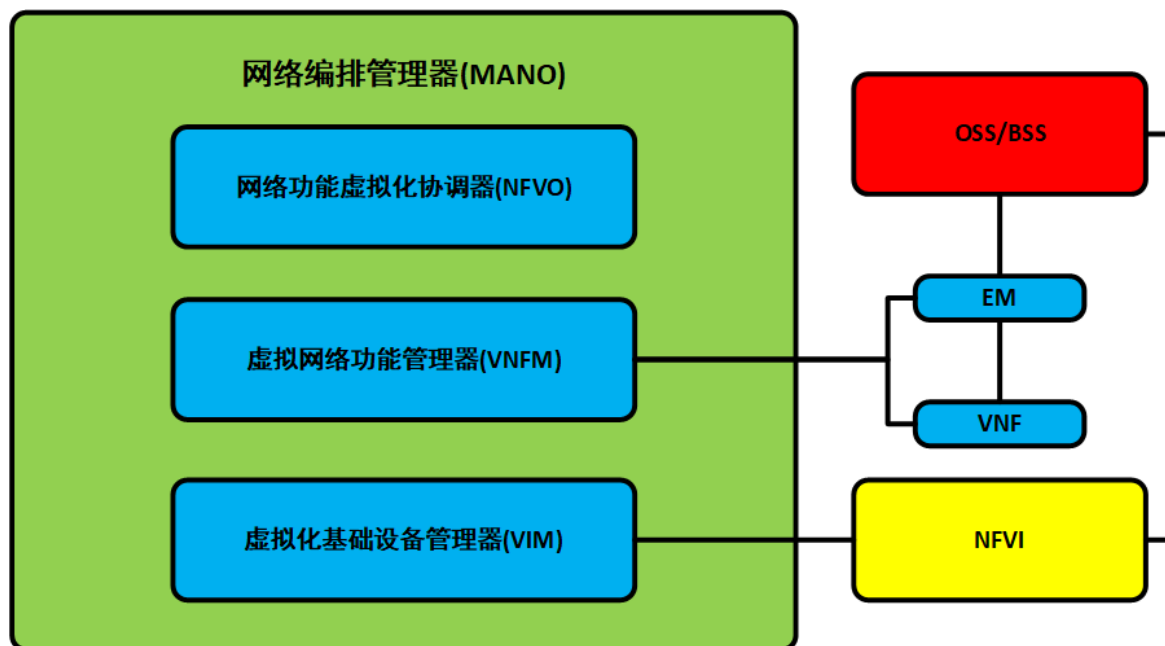 网络编排管理器(MANO)
网络功能虚拟化协调器(NFVO)
虚拟网络功能管理器(VNFM)
虚拟化基础设备管理器(VIM)
OSS/BSS
EM
VNF
NFVI